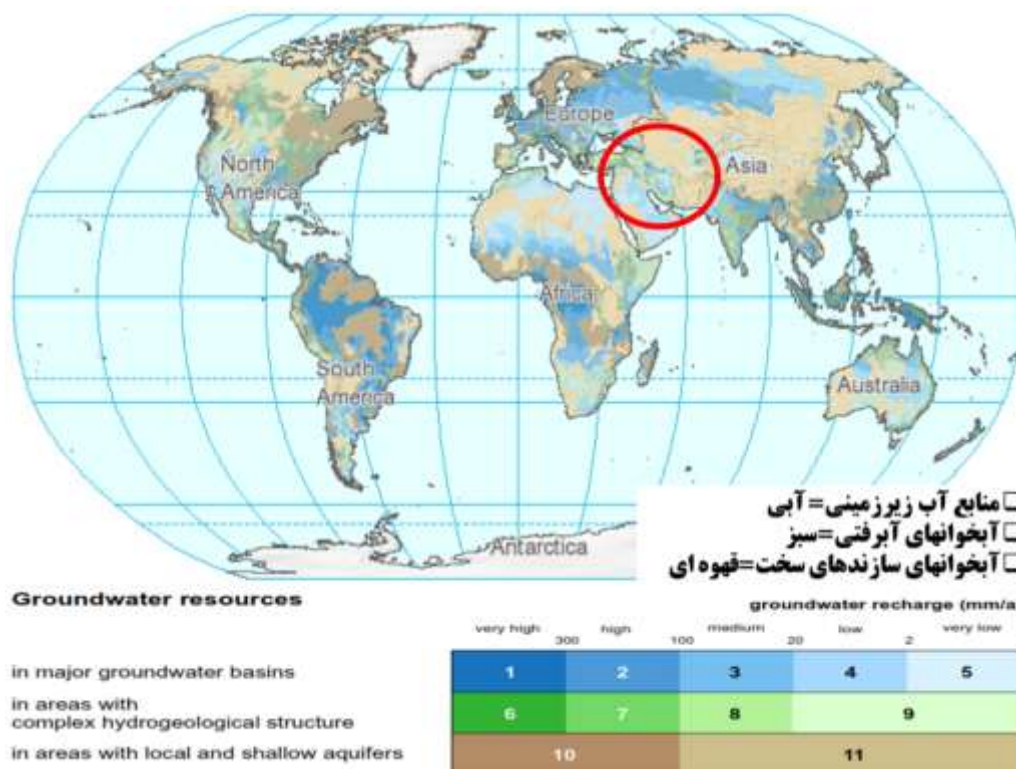 Europe
North
America
Asia
Africa
South
America
Australia
Antarctica
❑منابع آب زیرزمینی=آبی
❑آبخوانهای آبرفتی=سبز
❑آبخوانهای سازندهای سخت=قهوه ای
Groundwater resources
groundwater recharge (mm/a
very high 300 high 100 medium 20 low 2 very low
in major groundwater basins 1 2 3 4 5
in areas with
complex hydrogeological structure 6 7 8 9
in areas with local and shallow aquifers 10 11